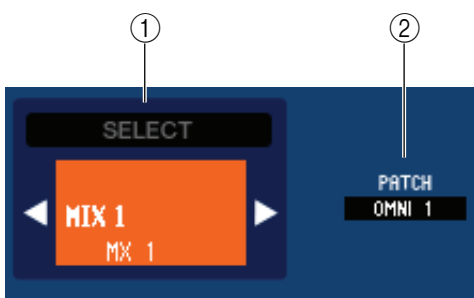 ① ②
SELECT
MIX 1
MX 1
PATCH
OMNI 1